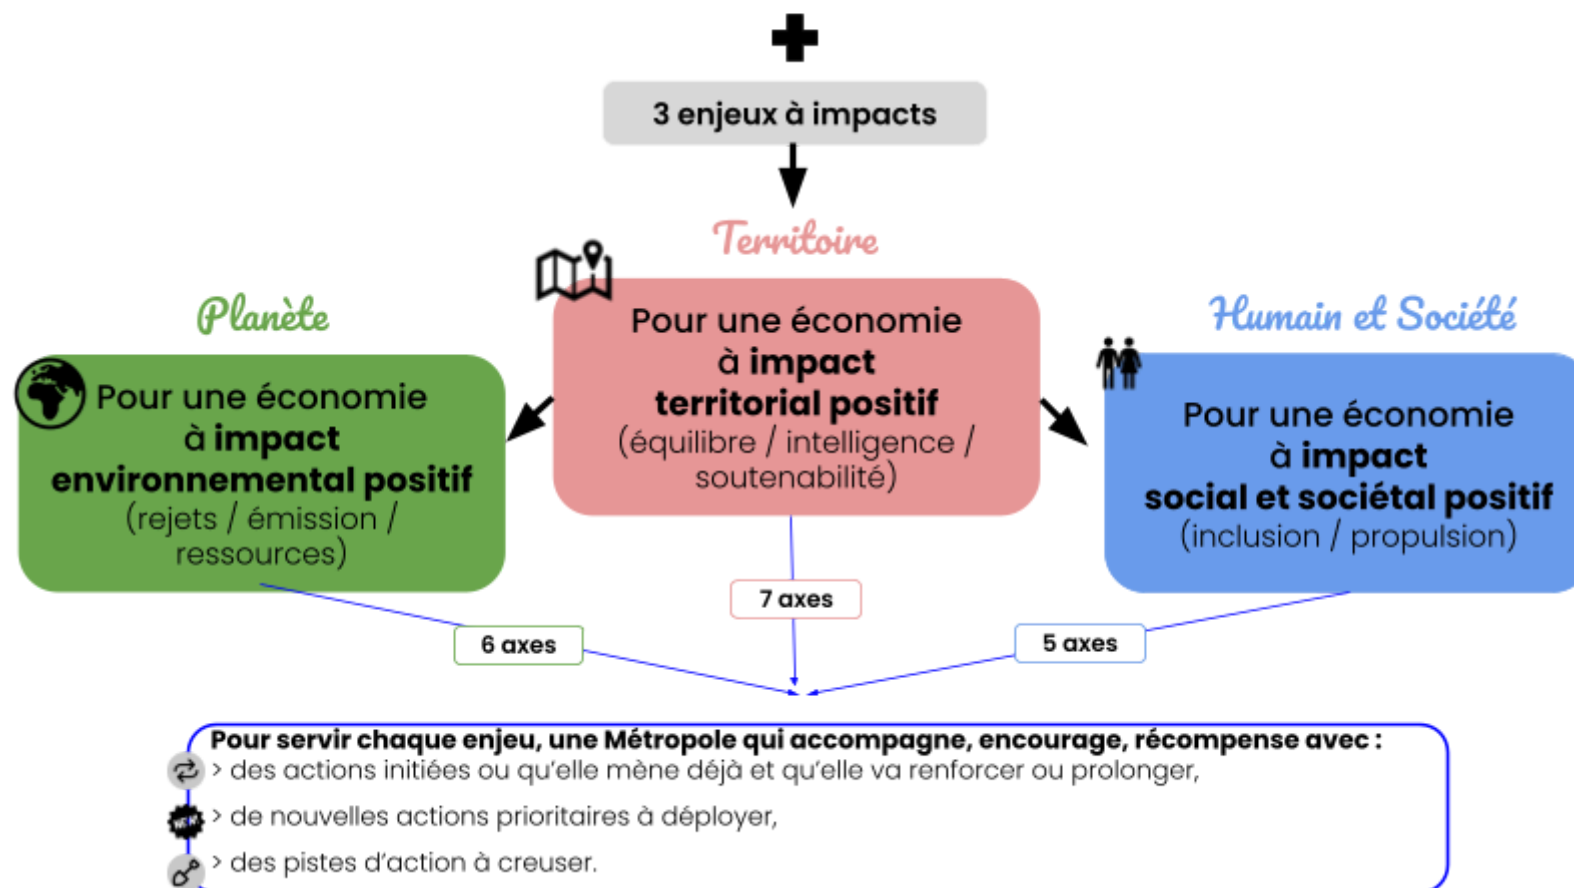 3 enjeux à impacts
Territoire
Pour une économie
à impact
territorial positif
(équilibre / intelligence /
soutenabilité)
Planète
Pour une économie
à impact
environnemental positif
(rejets / émission /
ressources)
Humain et Société
Pour une économie
à impact
social et sociétal positif
(inclusion / propulsion)
6 axes
7 axes
5 axes
Pour servir chaque enjeu, une Métropole qui accompagne, encourage, récompense avec :
> des actions initiées ou qu'elle mène déjà et qu'elle va renforcer ou prolonger,
NEW
> de nouvelles actions prioritaires à déployer,
> des pistes d'action à creuser.